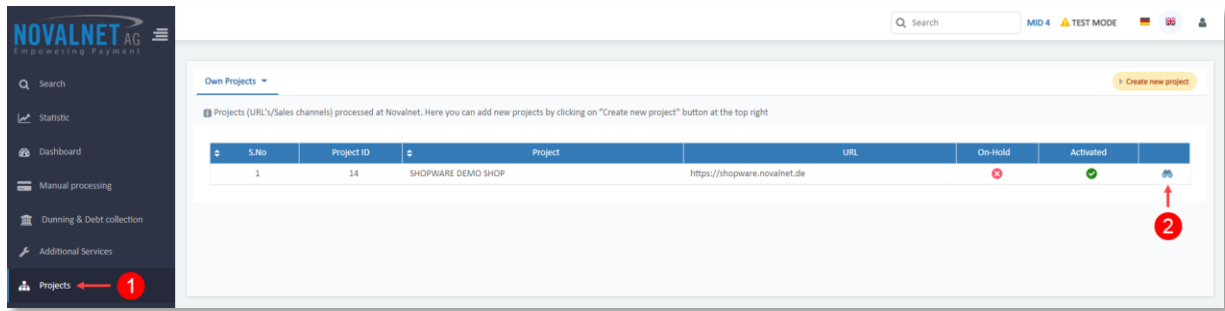 NOVALNET AG
Empowering Payment
Search
MID 4 TEST MODE
Search
Statistic
Dashboard
Manual processing
Dunning & Debt collection
Additional Services
Projects
1
Own Projects
Create new project
Projects (URL's/Sales channels) processed at Novalnet. Here you can add new projects by clicking on "Create new project" button at the top right
S.No Project ID Project URL On-Hold Activated
1 14 SHOPWARE DEMO SHOP https://shopware.novalnet.de
2